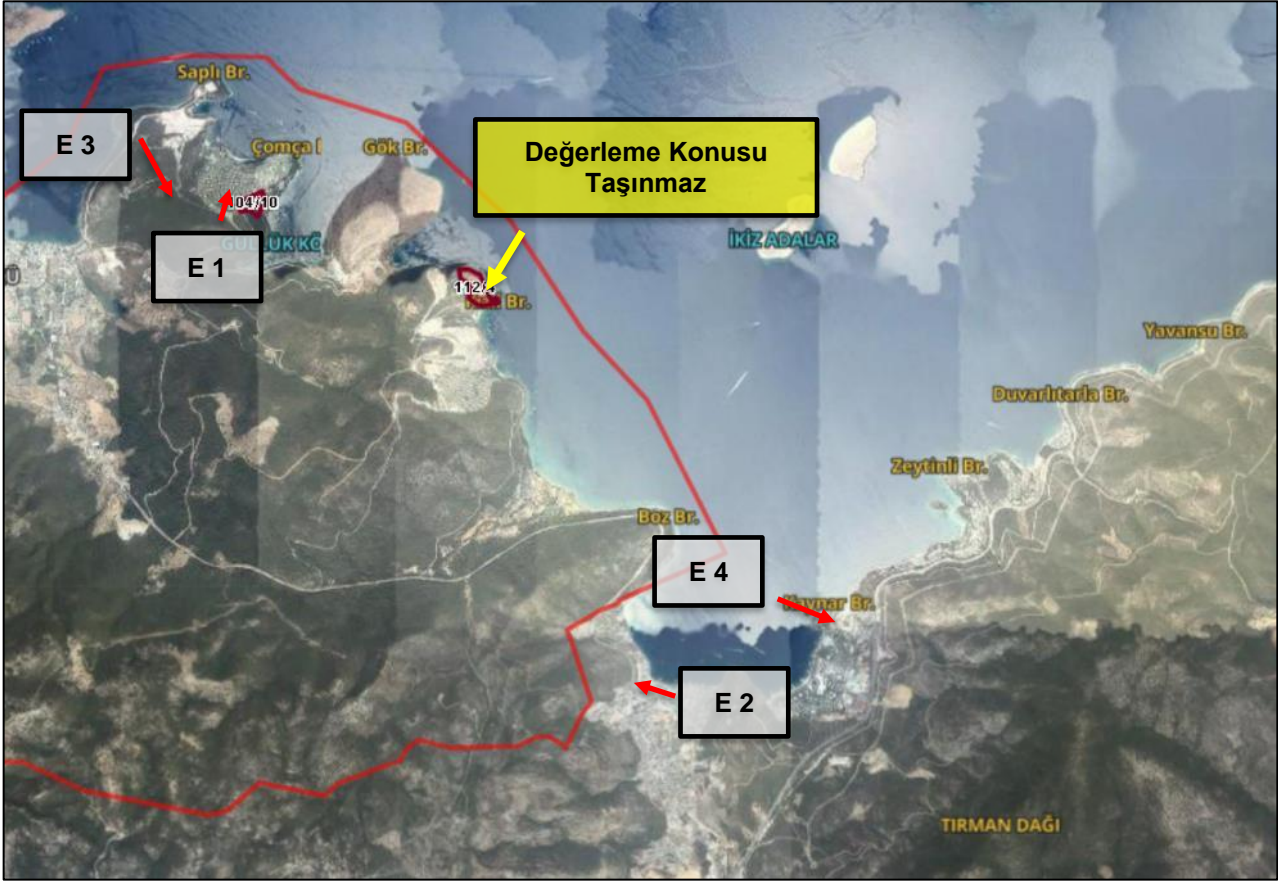 Saplı Br.
E 3
Çomça
Gök Br.
Değerleme Konusu
Taşınmaz
104/10
İKİZ ADALAR
E 1
Br.
Yavansu Br.
Duvarlıtarla Br.
Zeytinli Br.
Boz Br.
E 4
Kaynar Br.
E 2
TIRMAN DAĞI